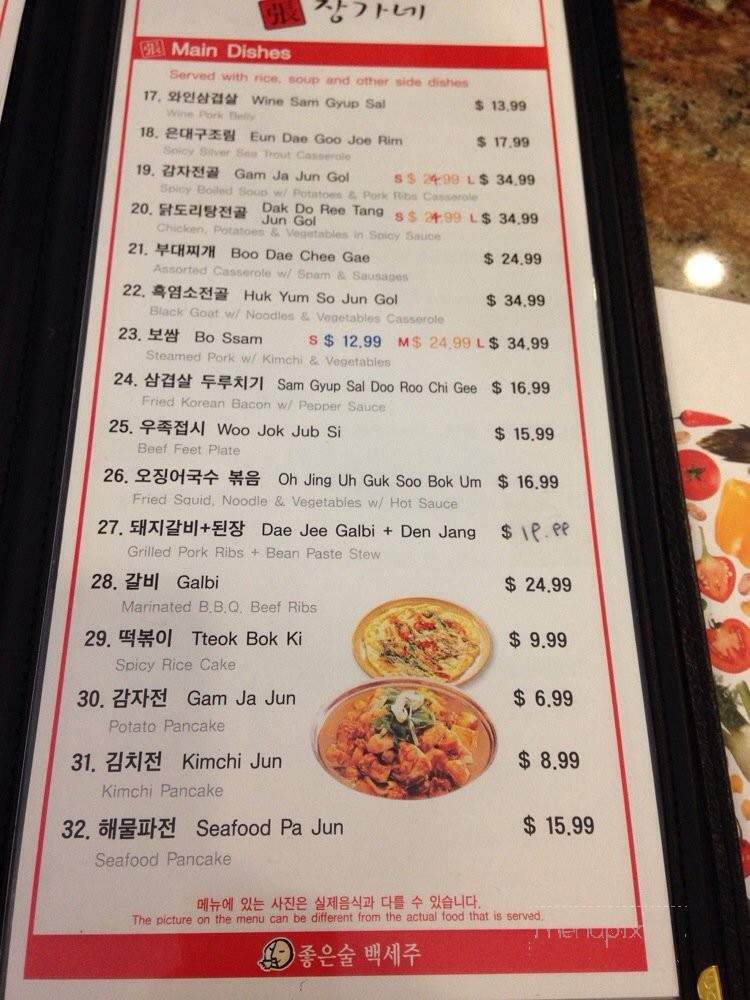 張 장가네
張 Main Dishes
Served with rice, soup and other side dishes
17. 와인삼겹살 Wine Sam Gyup Sal $ 13.99
Wine Pork Belly
18. 은대구조림 Eun Dae Goo Joe Rim $ 17.99
Spicy Silver Sea Trout Casserole
19. 감자전골 Gam Ja Jun Gol S $ 24.99 L $ 34.99
Spicy Boiled Soup w/ Potatoes & Pork Ribs Casserole
20. 닭도리탕전골 Dak Do Ree Tang Jun Gol S $ 24.99 L $ 34.99
Chicken, Potatoes & Vegetables in Spicy Sauce
21. 부대찌개 Boo Dae Chee Gae $ 24.99
Assorted Casserole w/ Spam & Sausages
22. 흑염소전골 Huk Yum So Jun Gol $ 34.99
Black Goat w/ Noodles & Vegetables Casserole
23. 보쌈 Bo Ssam S $ 12.99 M $ 24.99 L $ 34.99
Steamed Pork w/ Kimchi & Vegetables
24. 삼겹살 두루치기 Sam Gyup Sal Doo Roo Chi Gee $ 16.99
Fried Korean Bacon w/ Pepper Sauce
25. 우족접시 Woo Jok Jub Si $ 15.99
Beef Feet Plate
26. 오징어국수 볶음 Oh Jing Uh Guk Soo Bok Um $ 16.99
Fried Squid, Noodle & Vegetables w/ Hot Sauce
27. 돼지갈비+된장 Dae Jee Galbi + Den Jang $ 19.99
Grilled Pork Ribs + Bean Paste Stew
28. 갈비 Galbi $ 24.99
Marinated B.B.Q. Beef Ribs
29. 떡볶이 Tteok Bok Ki $ 9.99
Spicy Rice Cake
30. 감자전 Gam Ja Jun $ 6.99
Potato Pancake
31. 김치전 Kimchi Jun $ 8.99
Kimchi Pancake
32. 해물파전 Seafood Pa Jun $ 15.99
Seafood Pancake
메뉴에 있는 사진은 실제음식과 다를 수 있습니다.
The picture on the menu can be different from the actual food that is served.
좋은술 백세주
menupix